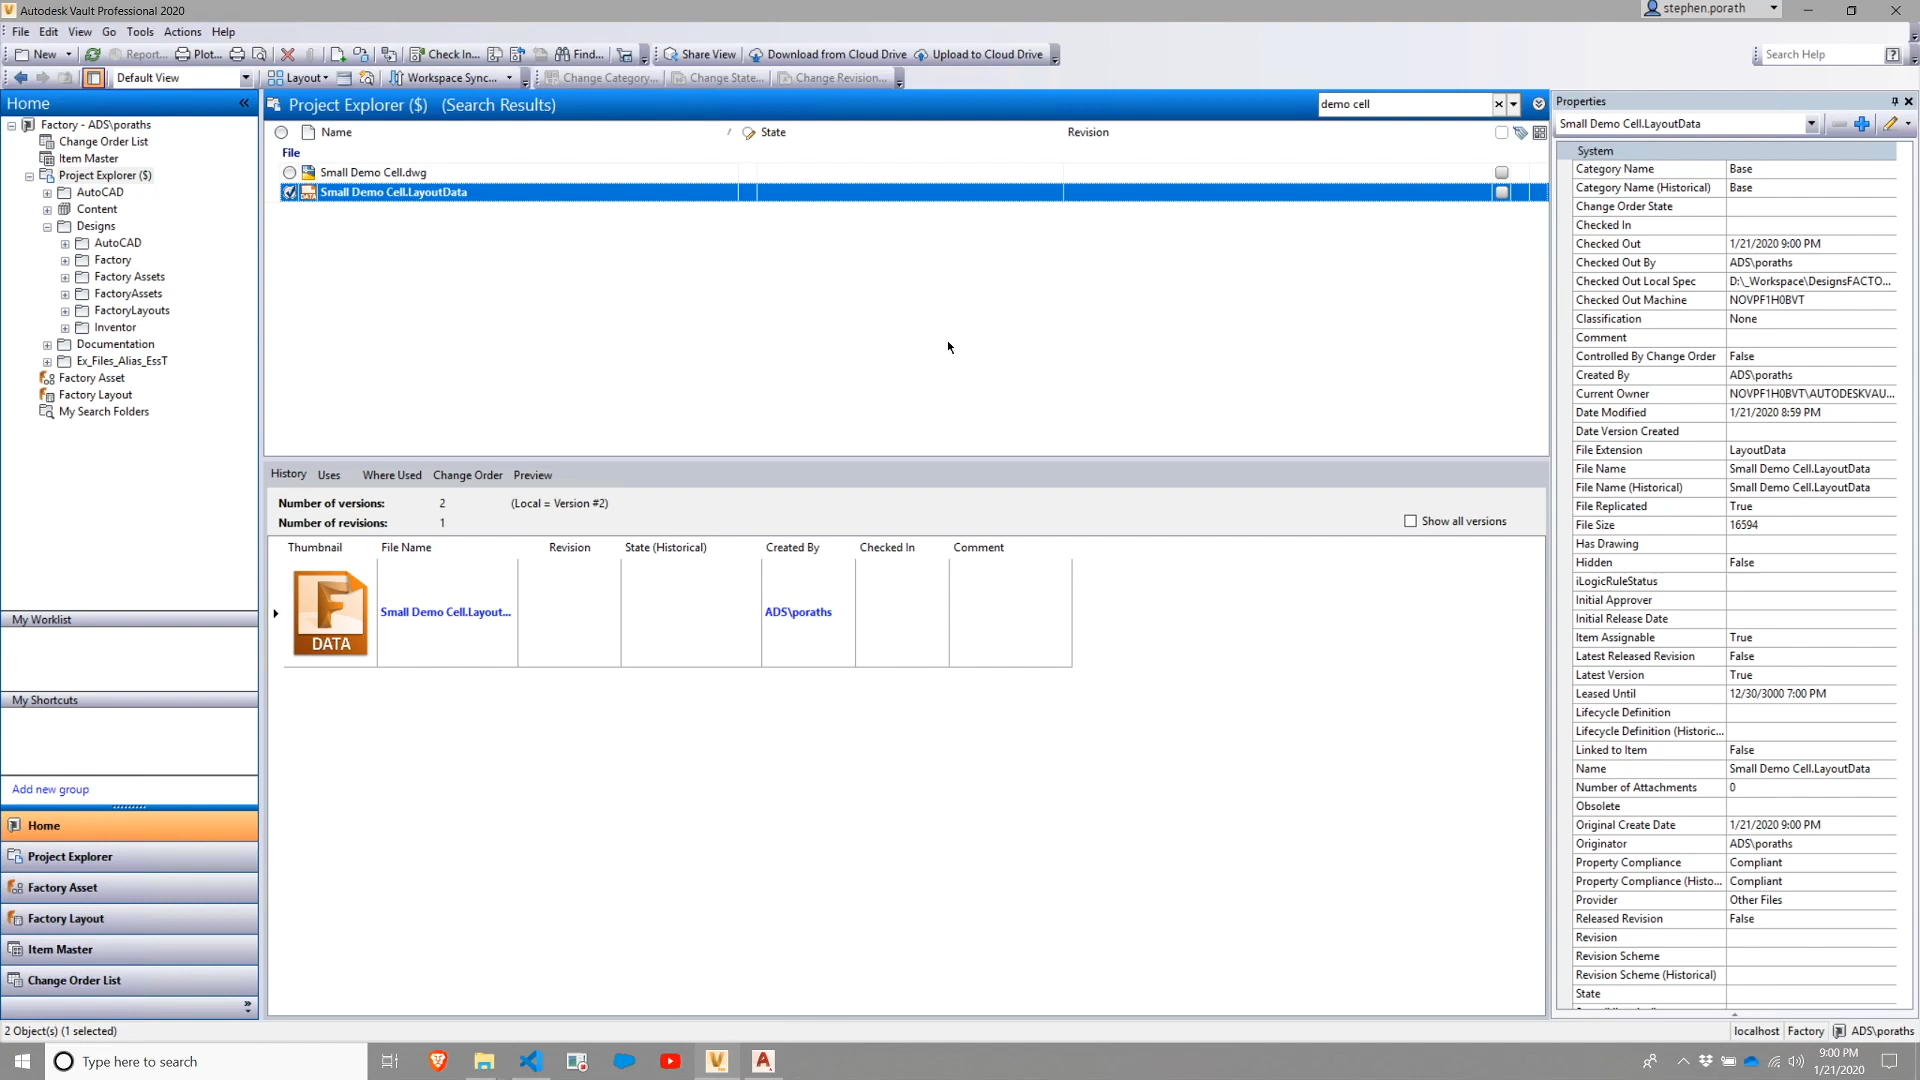 Autodesk Vault Professional 2020
stephen.porath
File Edit View Go Tools Actions Help
New Report... Plot... Check In... Find... Share View Download from Cloud Drive Upload to Cloud Drive Search Help
Default View Layout Workspace Sync... Change Category... Change State... Change Revision...
Home
Factory - ADS\poraths
Change Order List
Item Master
Project Explorer ($)
AutoCAD
Content
Designs
AutoCAD
Factory
Factory Assets
FactoryAssets
FactoryLayouts
Inventor
Documentation
Ex_Files_Alias_EssT
Factory Asset
Factory Layout
My Search Folders
My Worklist
My Shortcuts
Add new group
Home
Project Explorer
Factory Asset
Factory Layout
Item Master
Change Order List
Project Explorer ($) (Search Results) demo cell
Name State Revision
File
Small Demo Cell.dwg
Small Demo Cell.LayoutData
History Uses Where Used Change Order Preview
Number of versions: 2 (Local = Version #2)
Number of revisions: 1
Show all versions
Thumbnail File Name Revision State (Historical) Created By Checked In Comment
DATA Small Demo Cell.Layout... ADS\poraths
Properties
Small Demo Cell.LayoutData
System
Category Name Base
Category Name (Historical) Base
Change Order State
Checked In
Checked Out 1/21/2020 9:00 PM
Checked Out By ADS\poraths
Checked Out Local Spec D:\_Workspace\DesignsFACTO...
Checked Out Machine NOVPF1H0BVT
Classification None
Comment
Controlled By Change Order False
Created By ADS\poraths
Current Owner NOVPF1H0BVT\AUTODESKVAU...
Date Modified 1/21/2020 8:59 PM
Date Version Created
File Extension LayoutData
File Name Small Demo Cell.LayoutData
File Name (Historical) Small Demo Cell.LayoutData
File Replicated True
File Size 16594
Has Drawing
Hidden False
iLogicRuleStatus
Initial Approver
Initial Release Date
Item Assignable True
Latest Released Revision False
Latest Version True
Leased Until 12/30/3000 7:00 PM
Lifecycle Definition
Lifecycle Definition (Historic...
Linked to Item False
Name Small Demo Cell.LayoutData
Number of Attachments 0
Obsolete
Original Create Date 1/21/2020 9:00 PM
Originator ADS\poraths
Property Compliance Compliant
Property Compliance (Histo... Compliant
Provider Other Files
Released Revision False
Revision
Revision Scheme
Revision Scheme (Historical)
State
2 Object(s) (1 selected) localhost Factory ADS\poraths
Type here to search
9:00 PM
1/21/2020